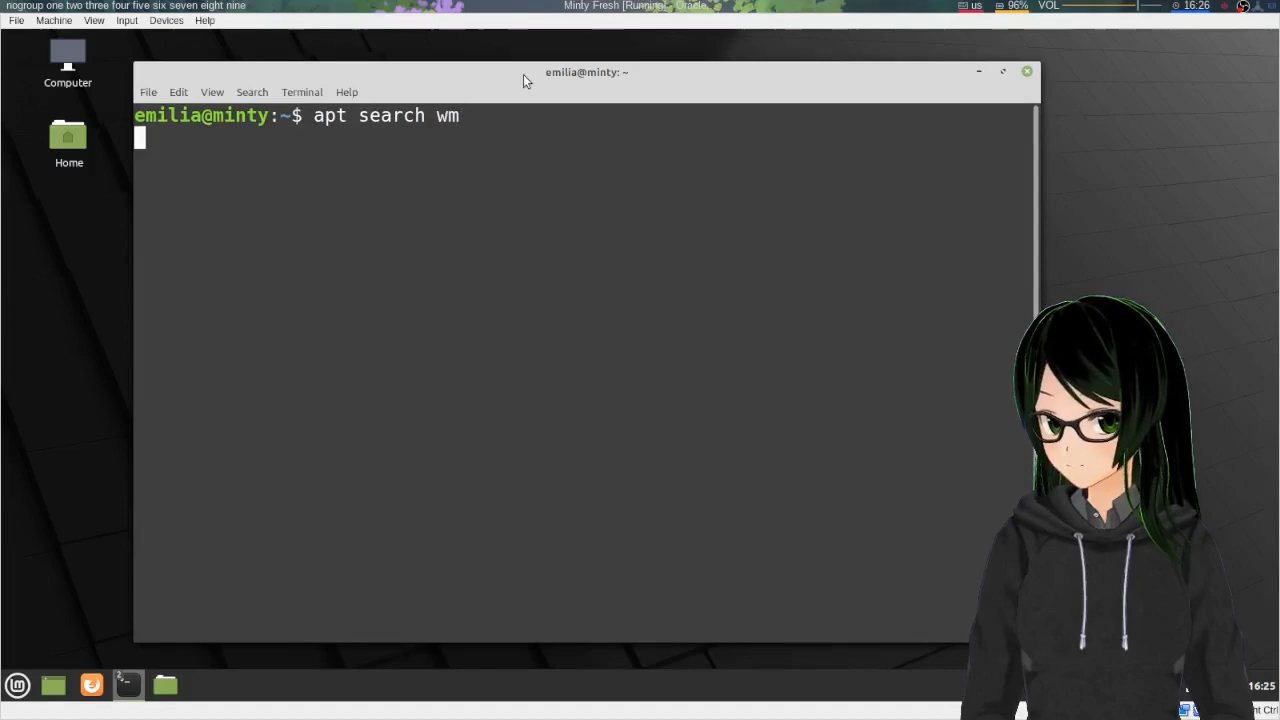 nogroup one two three four five six seven eight nine
Minty Fresh [Running] - Oracle
us 96% VOL 16:26
File Machine View Input Devices Help
Computer
Home
emilia@minty: ~
File Edit View Search Terminal Help
emilia@minty:~$ apt search wm
16:25
Ctrl